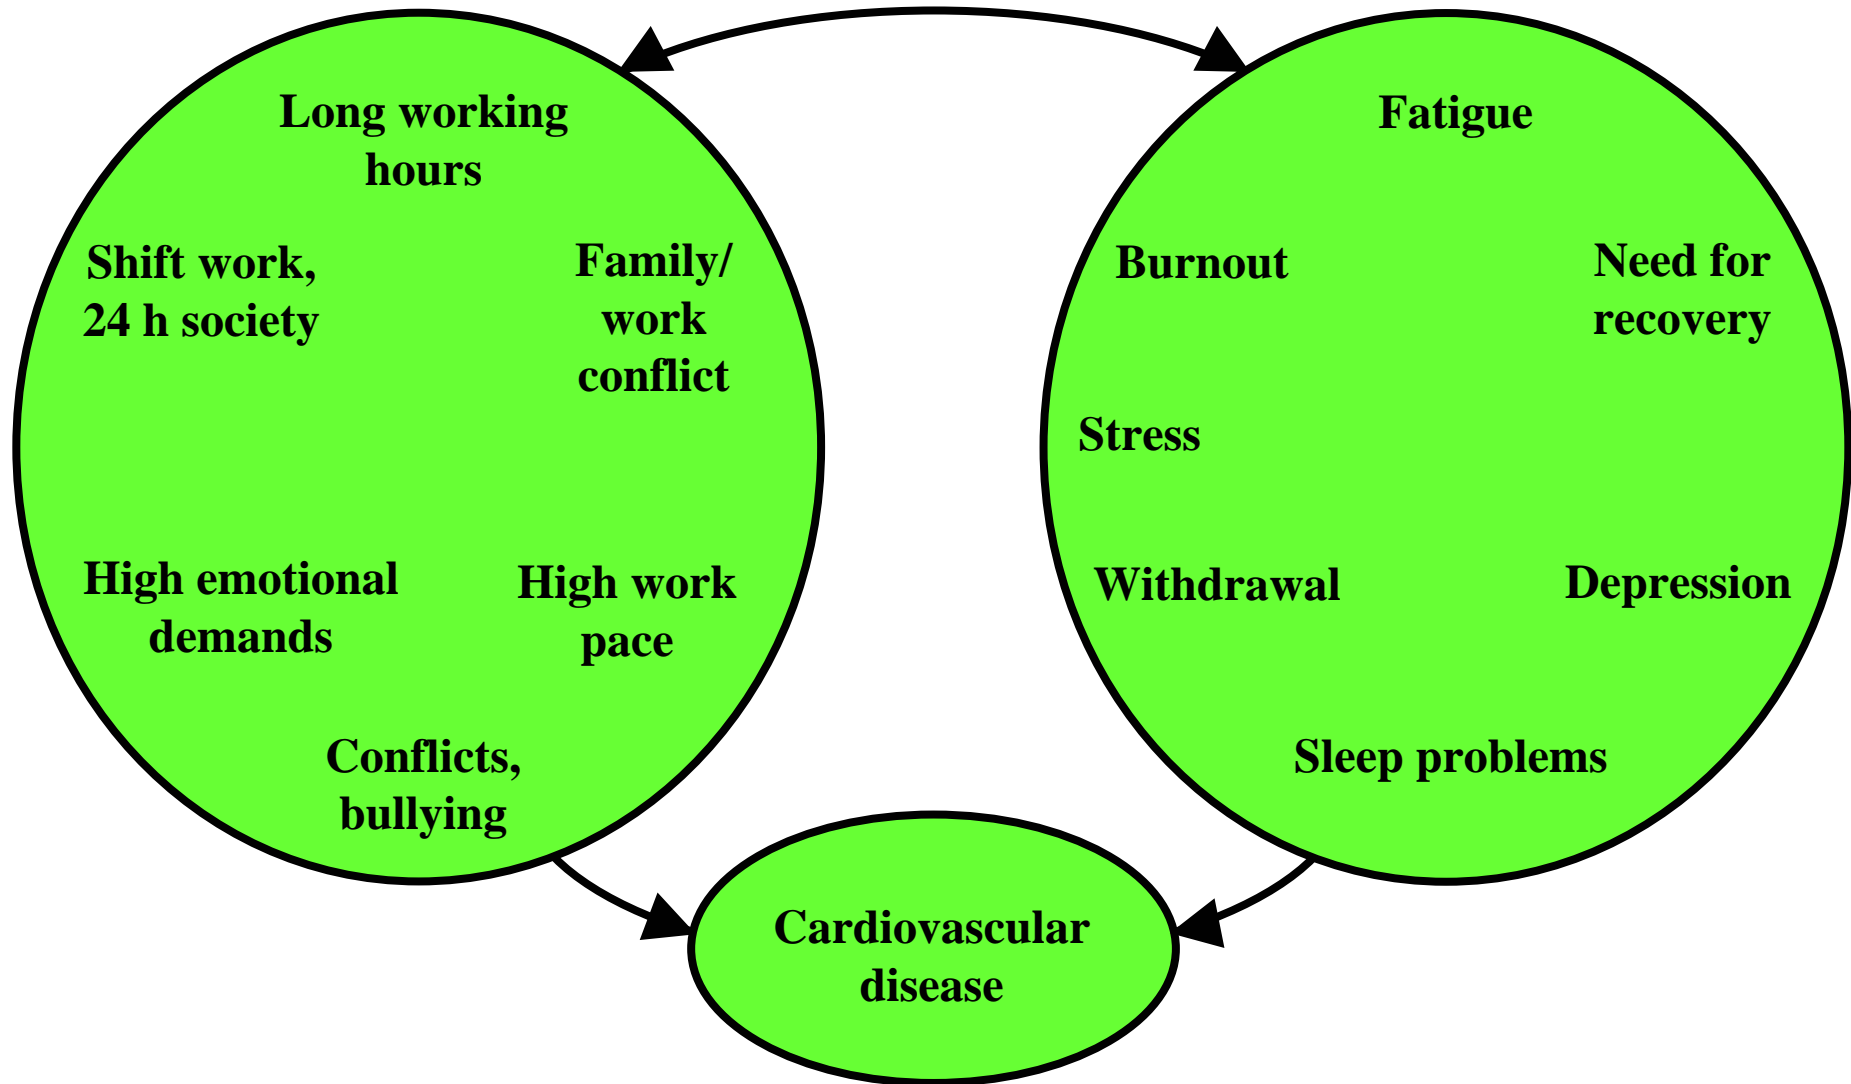 Long working
hours
Shift work,
24 h society
Family/
work
conflict
High emotional
demands
High work
pace
Conflicts,
bullying
Fatigue
Burnout
Need for
recovery
Stress
Withdrawal
Depression
Sleep problems
Cardiovascular
disease